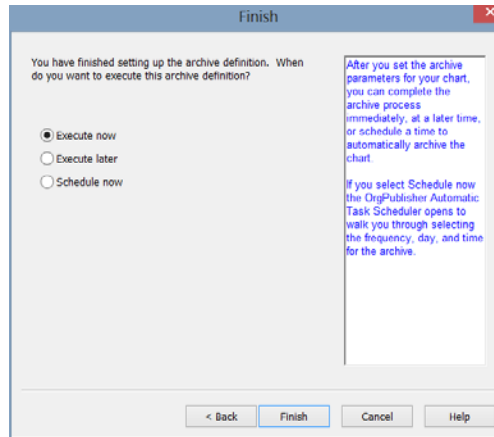 Finish
You have finished setting up the archive definition. When
do you want to execute this archive definition?
Execute now
Execute later
Schedule now
After you set the archive
parameters for your chart,
you can complete the
archive process
immediately, at a later time,
or schedule a time to
automatically archive the
chart.
If you select Schedule now
the OrgPublisher Automatic
Task Scheduler opens to
walk you through selecting
the frequency, day, and time
for the archive.
< Back
Finish
Cancel
Help